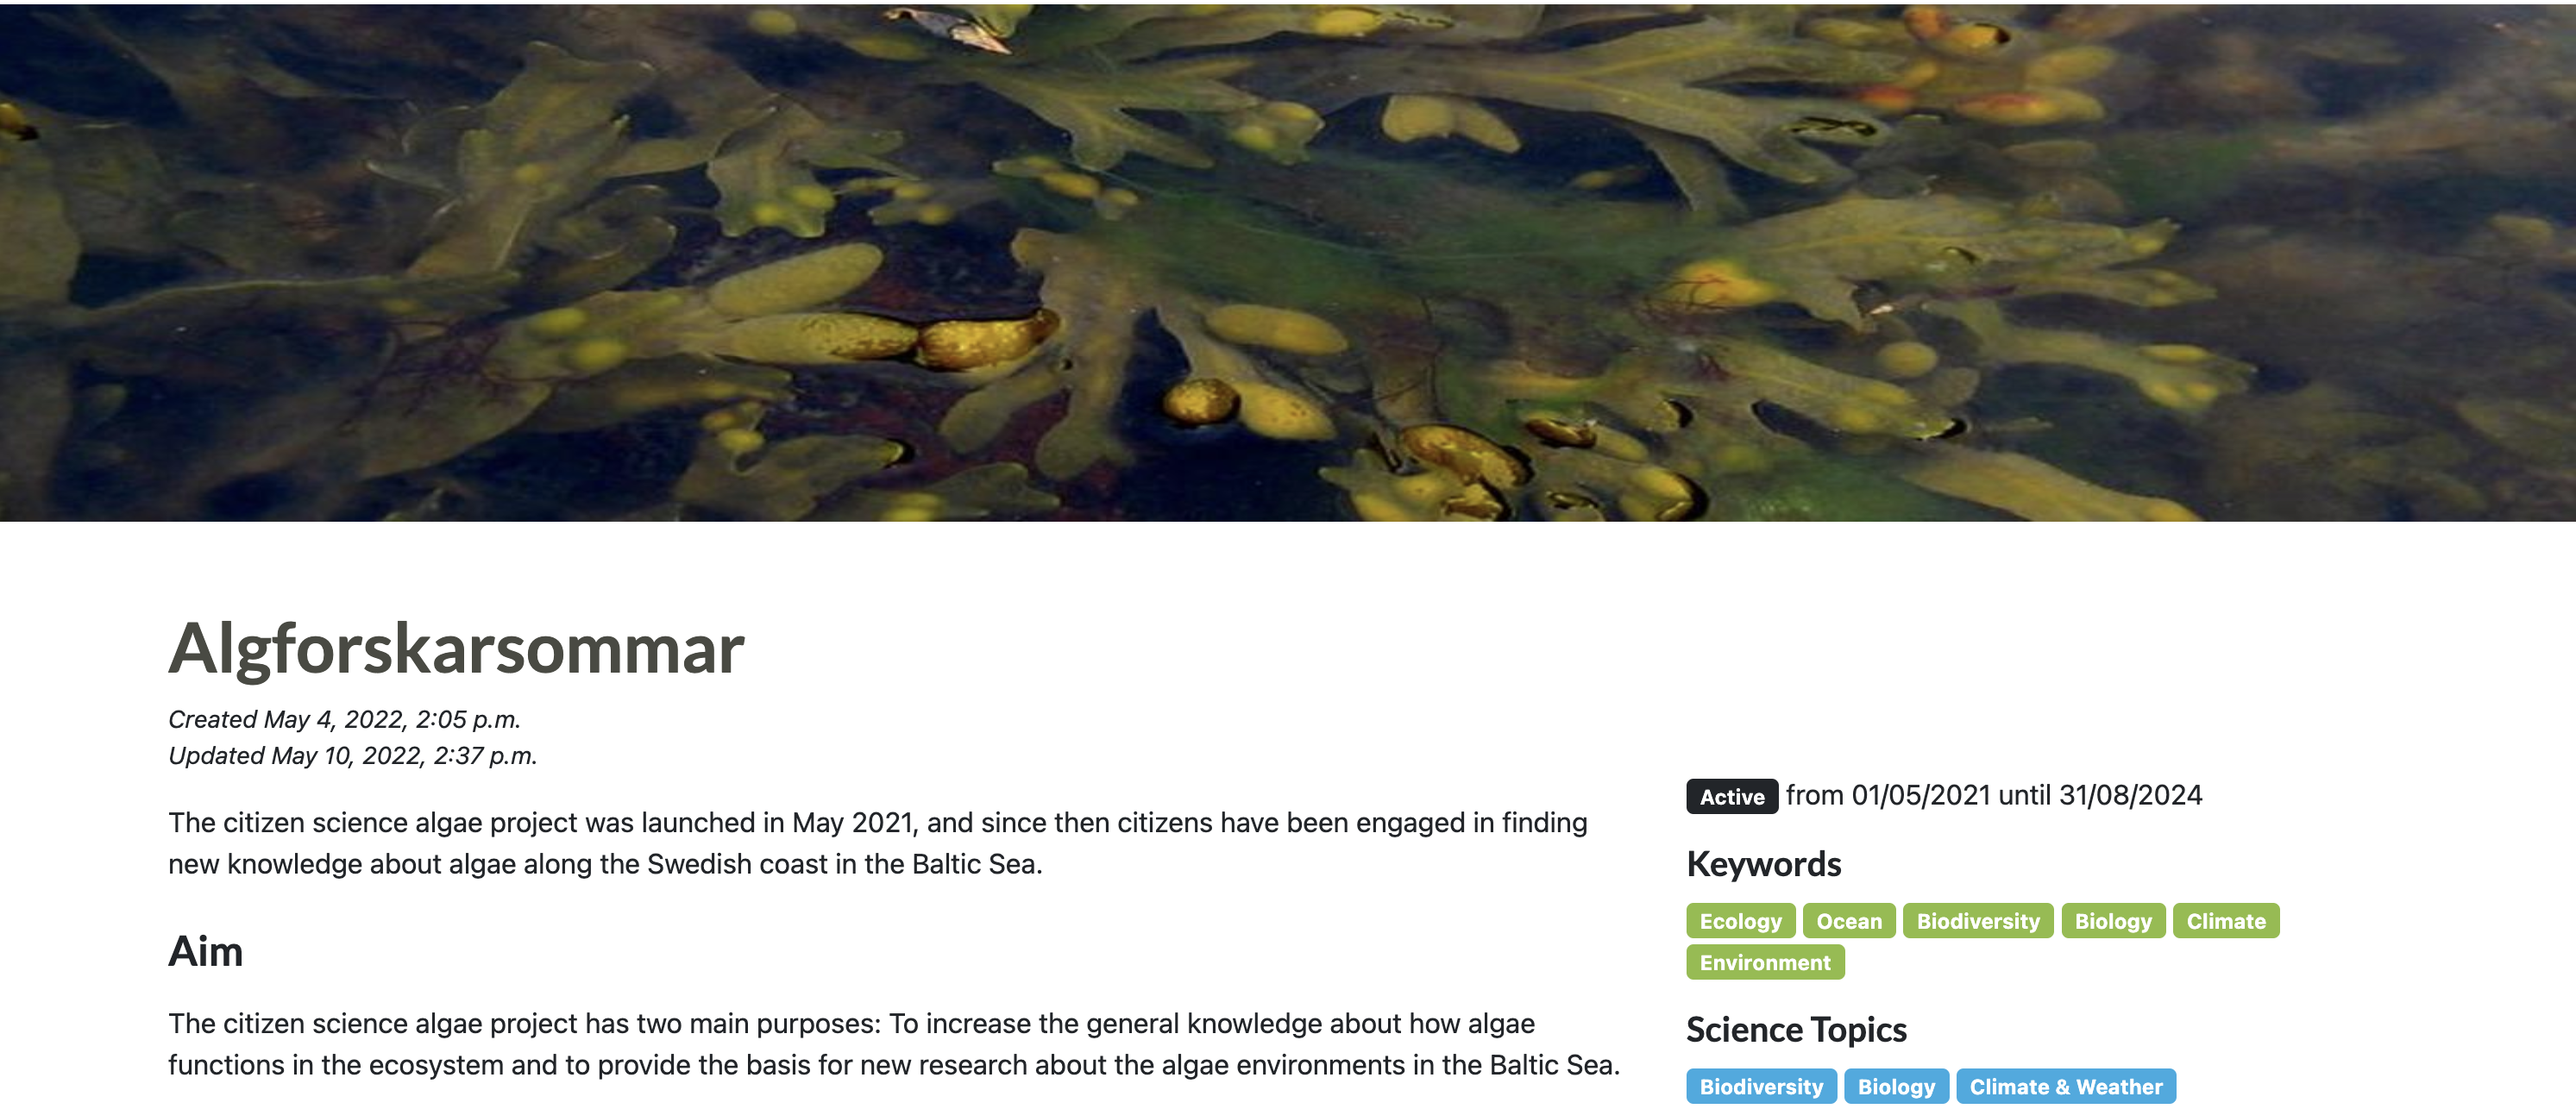 Algforskarsommar
Created May 4, 2022, 2:05 p.m.
Updated May 10, 2022, 2:37 p.m.
The citizen science algae project was launched in May 2021, and since then citizens have been engaged in finding
new knowledge about algae along the Swedish coast in the Baltic Sea.
Aim
The citizen science algae project has two main purposes: To increase the general knowledge about how algae
functions in the ecosystem and to provide the basis for new research about the algae environments in the Baltic Sea.
Active from 01/05/2021 until 31/08/2024
Keywords
Ecology Ocean Biodiversity Biology Climate
Environment
Science Topics
Biodiversity Biology Climate & Weather